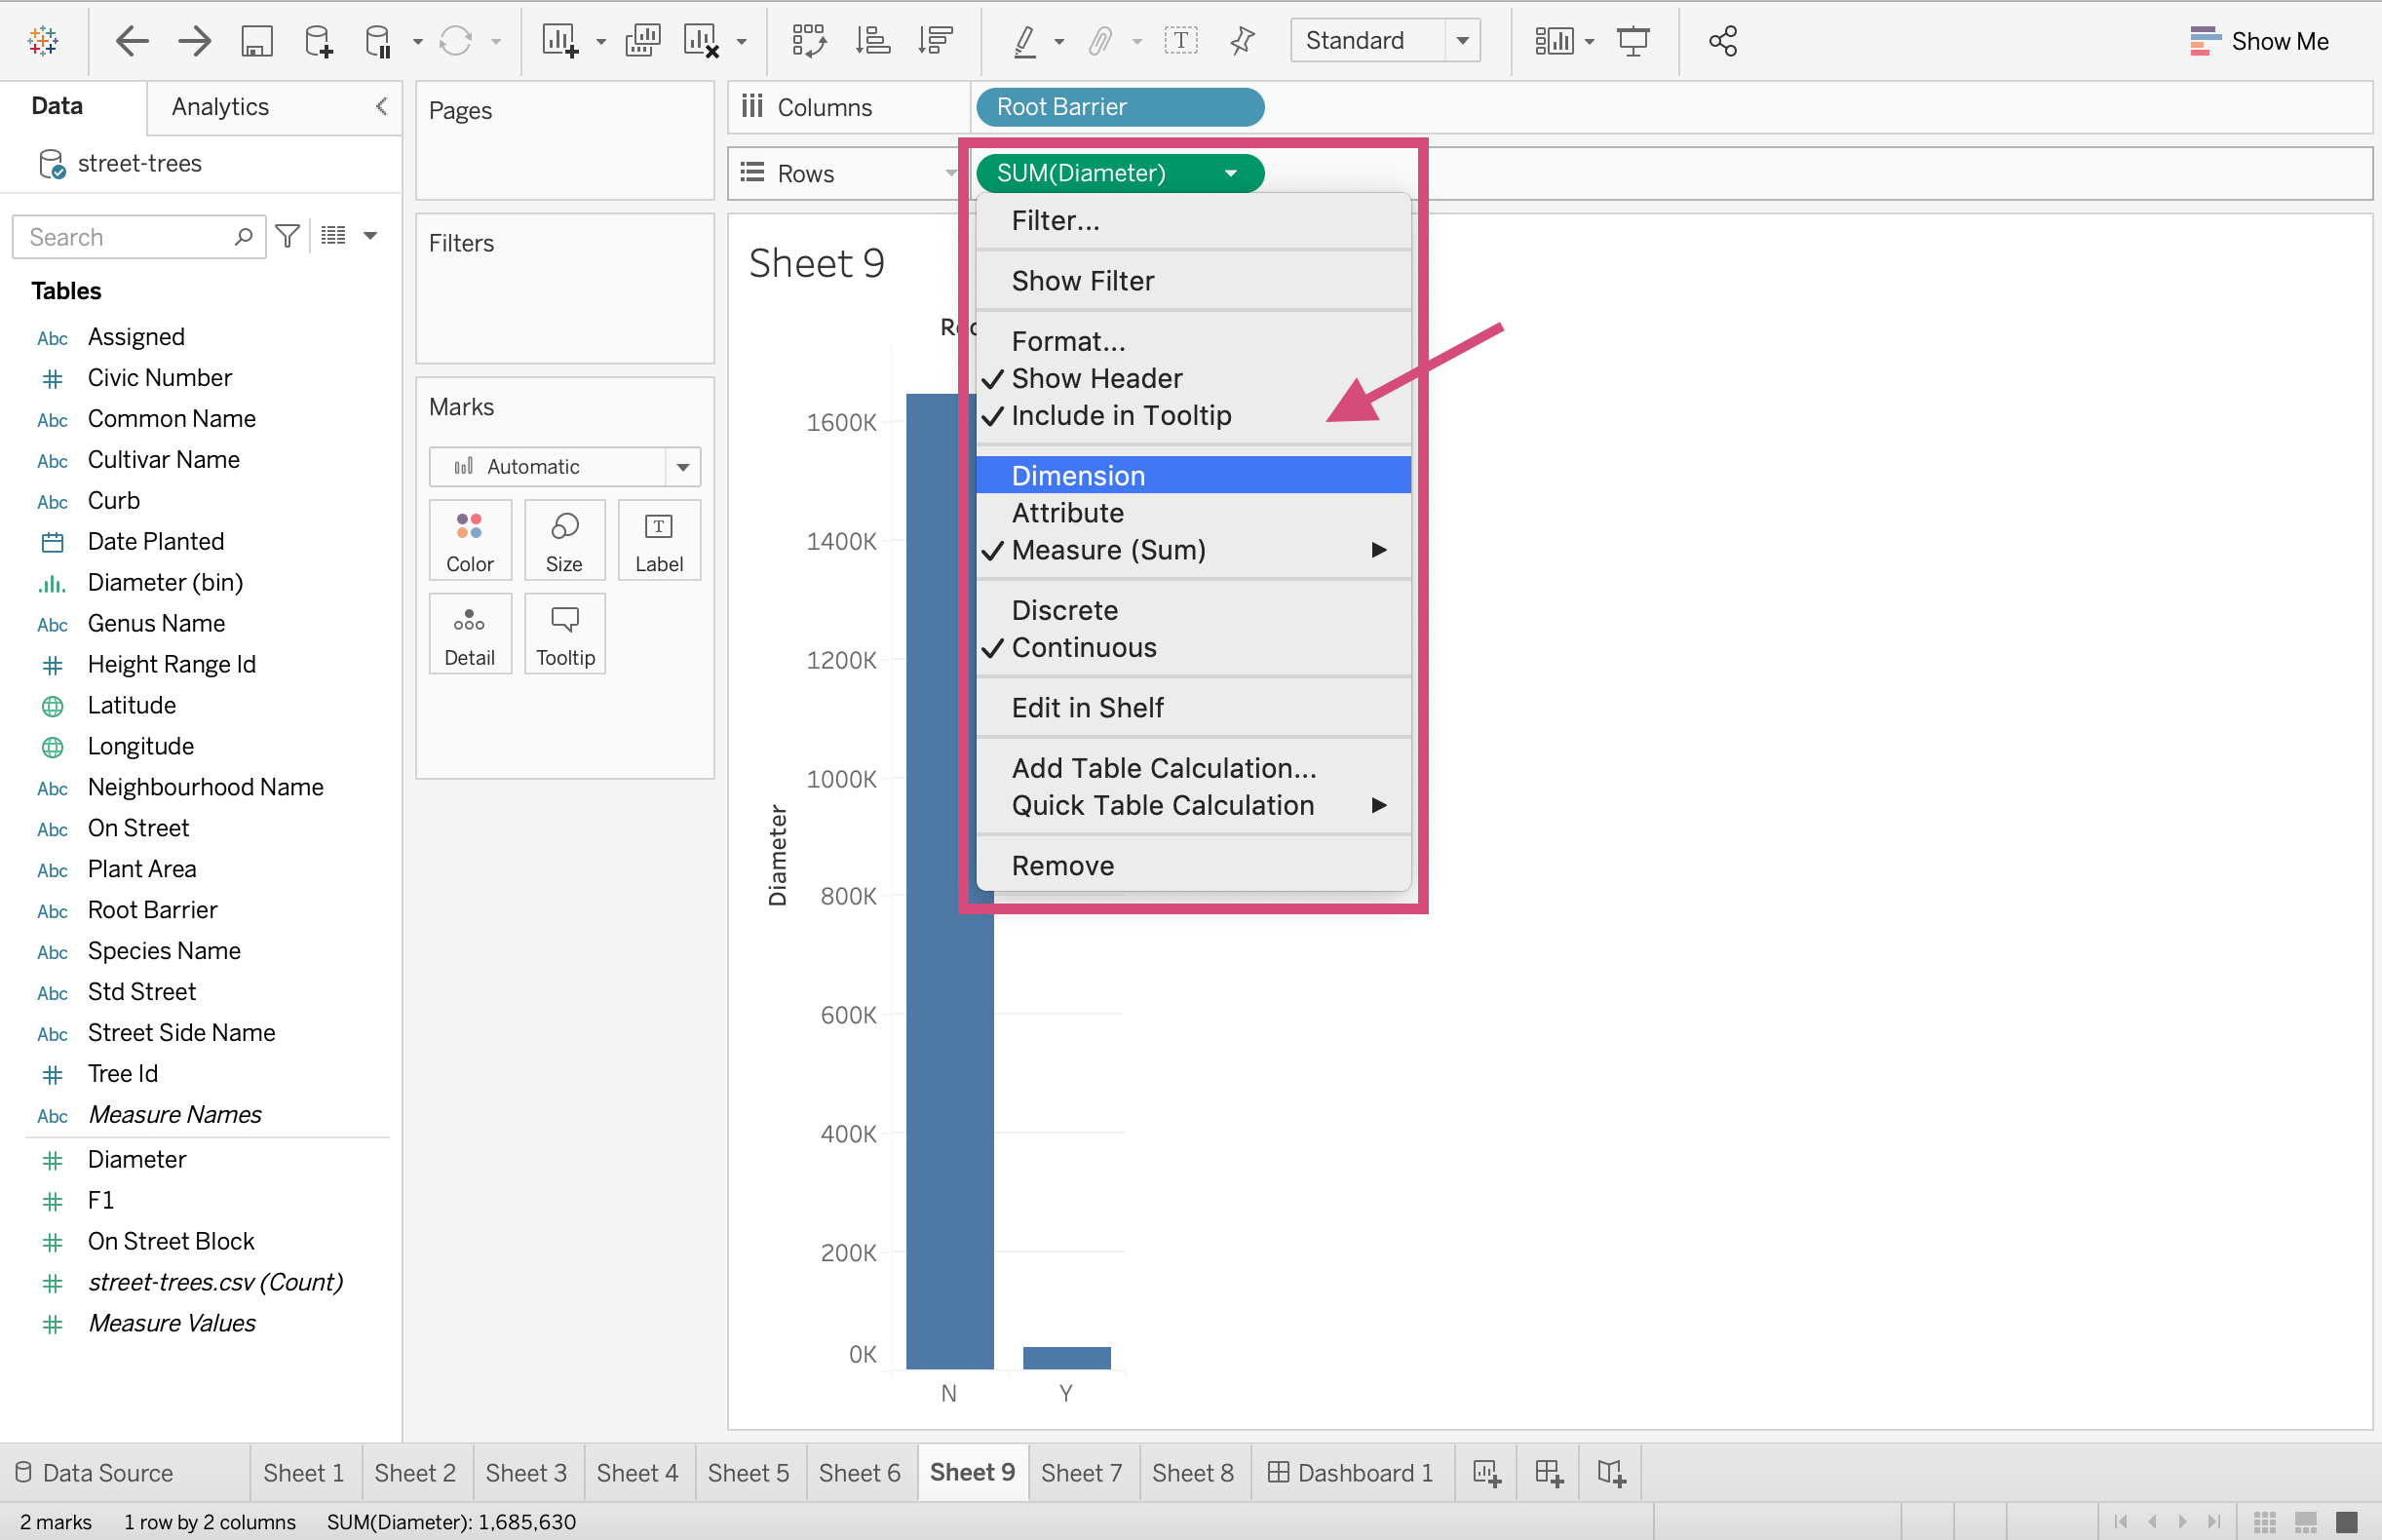 Standard
Show Me
Data
Analytics
street-trees
Search
Tables
Abc Assigned
Civic Number
Abc Common Name
Abc Cultivar Name
Abc Curb
Date Planted
Diameter (bin)
Abc Genus Name
Height Range Id
Latitude
Longitude
Abc Neighbourhood Name
Abc On Street
Abc Plant Area
Abc Root Barrier
Abc Species Name
Abc Std Street
Abc Street Side Name
Tree Id
Abc Measure Names
Diameter
F1
On Street Block
street-trees.csv (Count)
Measure Values
Pages
Filters
Marks
Automatic
Color
Size
Label
Detail
Tooltip
Columns
Root Barrier
Rows
SUM(Diameter)
Sheet 9
Filter...
Show Filter
Format...
Show Header
Include in Tooltip
Dimension
Attribute
Measure (Sum)
Discrete
Continuous
Edit in Shelf
Add Table Calculation...
Quick Table Calculation
Remove
Diameter
1600K
1400K
1200K
1000K
800K
600K
400K
200K
0K
N
Y
Data Source
Sheet 1
Sheet 2
Sheet 3
Sheet 4
Sheet 5
Sheet 6
Sheet 9
Sheet 7
Sheet 8
Dashboard 1
2 marks
1 row by 2 columns
SUM(Diameter): 1,685,630